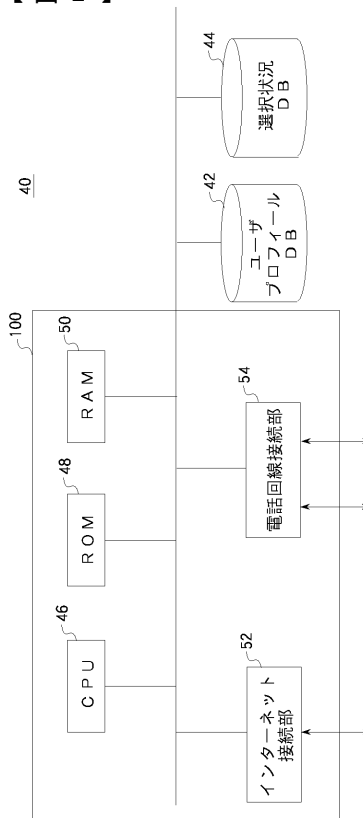 100
40
46
CPU
48
ROM
50
RAM
52
インターネット
接続部
54
電話回線接続部
42
ユーザ
プロフィール
DB
44
選択状況
DB